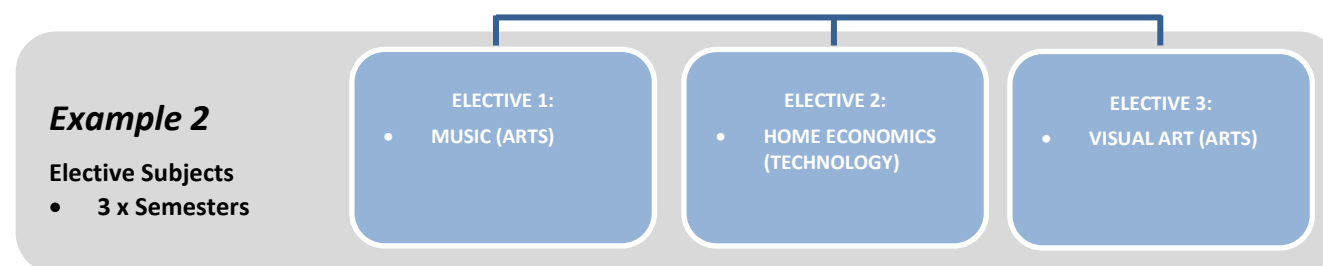 Example 2
Elective Subjects
• 3 x Semesters
ELECTIVE 1:
• MUSIC (ARTS)
ELECTIVE 2:
• HOME ECONOMICS
(TECHNOLOGY)
ELECTIVE 3:
• VISUAL ART (ARTS)